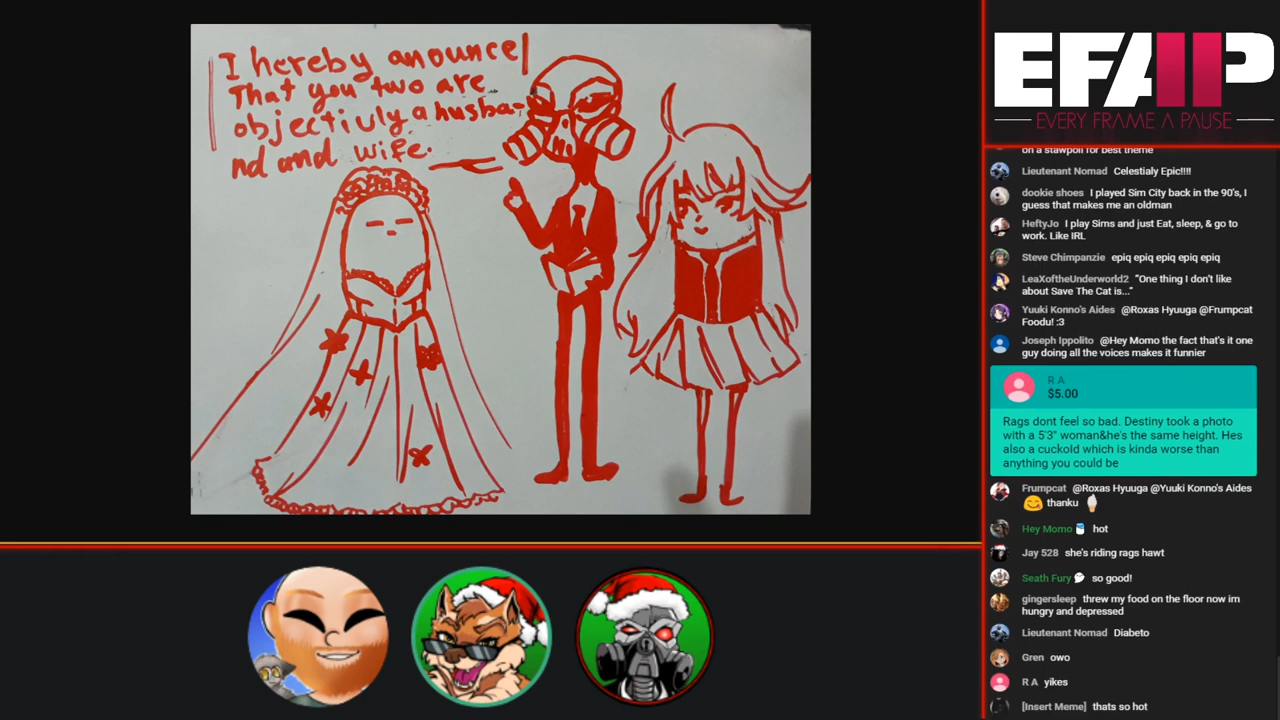 I hereby anounce
That you two are
objectivly a husba-
nd and wife.
EFAP
EVERY FRAME A PAUSE
on a stawpoll for best theme
Lieutenant Nomad Celestialy Epic!!!!
dookie shoes I played Sim City back in the 90's, I
guess that makes me an oldman
HeftyJo I play Sims and just Eat, sleep, & go to
work. Like IRL
Steve Chimpanzie epiq epiq epiq epiq epiq
LeaXoftheUnderworld2 “One thing I don't like
about Save The Cat is...”
Yuuki Konno's Aides @Roxas Hyuuga @Frumpcat
Foodu! :3
Joseph Ippolito @Hey Momo the fact that's it one
guy doing all the voices makes it funnier
R A
$5.00
Rags dont feel so bad. Destiny took a photo
with a 5'3" woman&he's the same height. Hes
also a cuckold which is kinda worse than
anything you could be
Frumpcat @Roxas Hyuuga @Yuuki Konno's Aides
😋 thanku 🍦
Hey Momo hot
Jay 528 she's riding rags hawt
Seath Fury so good!
gingersleep threw my food on the floor now im
hungry and depressed
Lieutenant Nomad Diabeto
Gren owo
R A yikes
[Insert Meme] thats so hot